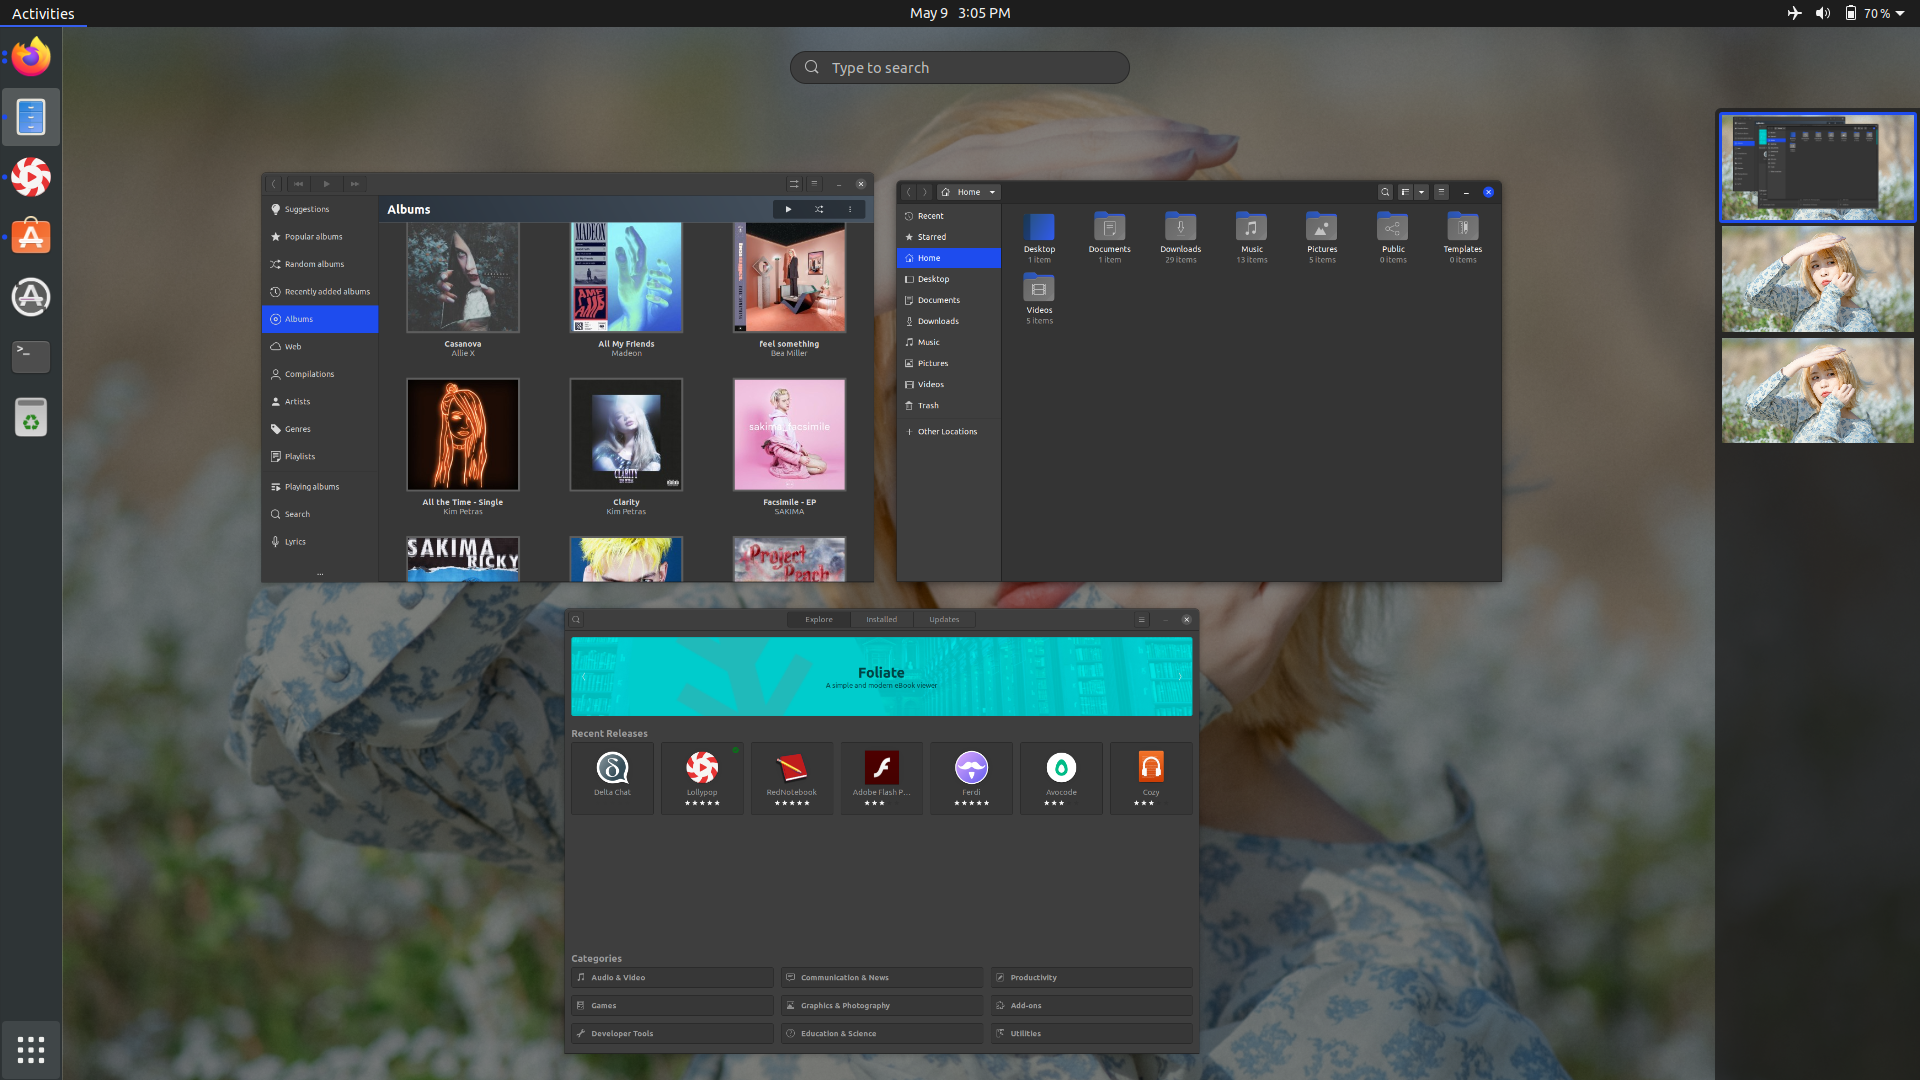 Activities
May 9 3:05 PM
70 %
Type to search
Suggestions
Popular albums
Random albums
Recently added albums
Albums
Web
Compilations
Artists
Genres
Playlists
Playing albums
Search
Lyrics
...
Albums
MADEON
Casanova
Allie X
All My Friends
Madeon
feel something
Bea Miller
sakima facsimile
CLARITY
All the Time - Single
Kim Petras
Clarity
Kim Petras
Facsimile - EP
SAKIMA
SAKIMA
RICKY
Project
Peach
Home
Recent
Starred
Home
Desktop
Documents
Downloads
Music
Pictures
Videos
Trash
Other Locations
Desktop
1 item
Documents
1 item
Downloads
29 items
Music
13 items
Pictures
5 items
Public
0 items
Templates
0 items
Videos
5 items
Explore
Installed
Updates
Foliate
A simple and modern eBook viewer
Recent Releases
Delta Chat
Lollypop
RedNotebook
Adobe Flash P...
Ferdi
Avocode
Cozy
Categories
Audio & Video
Communication & News
Productivity
Games
Graphics & Photography
Add-ons
Developer Tools
Education & Science
Utilities